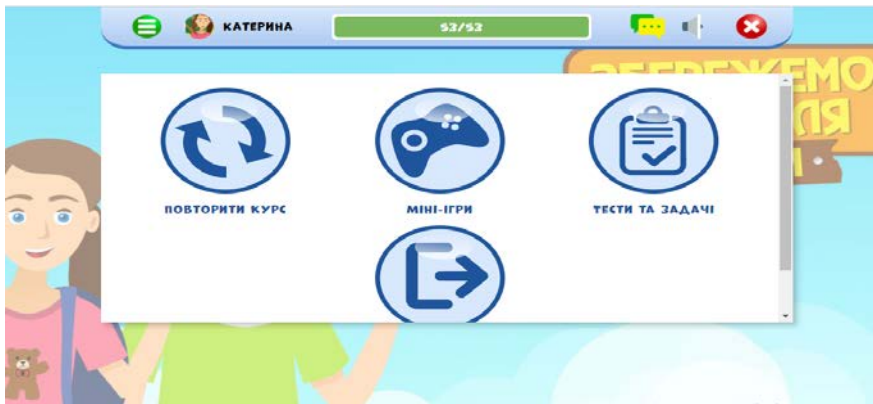 КАТЕРИНА
53/53
ПОВТОРИТИ КУРС
МІНІ-ІГРИ
ТЕСТИ ТА ЗАДАЧІ